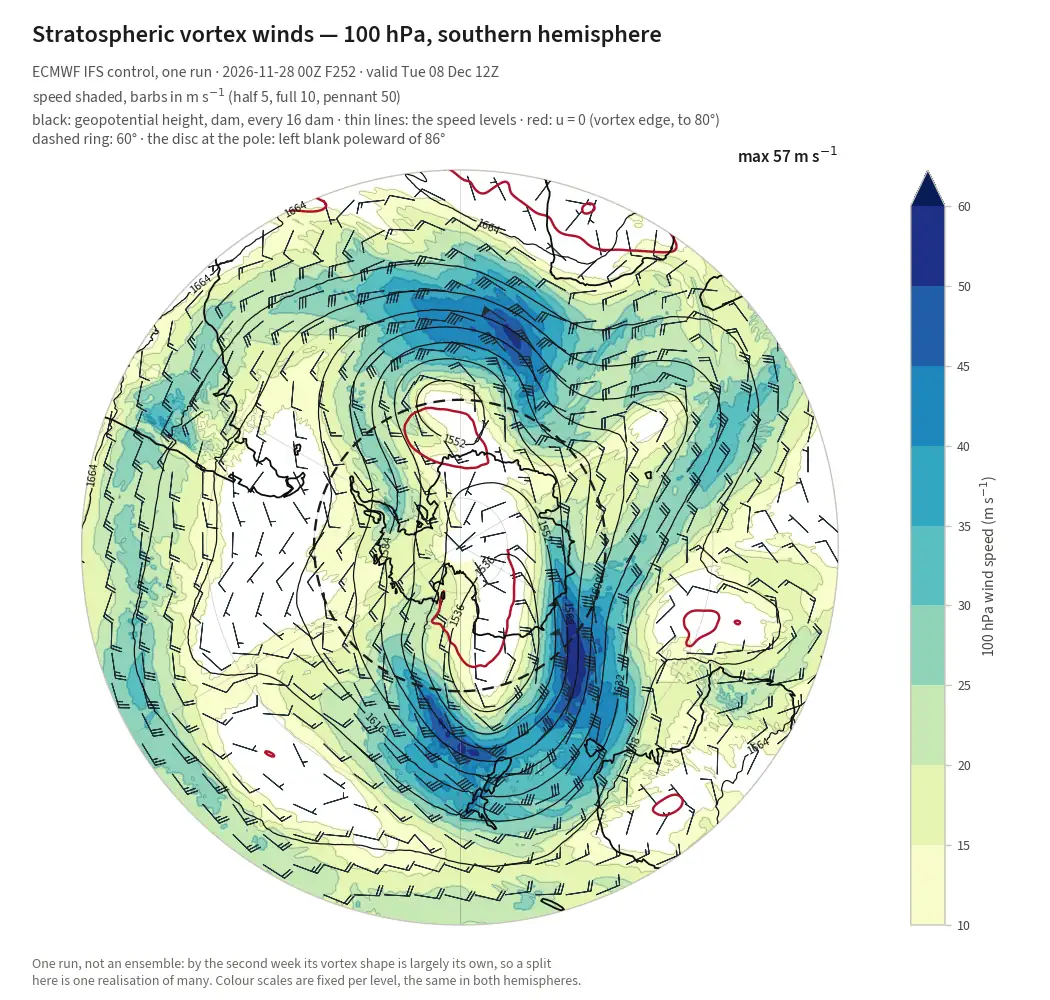 Stratospheric vortex winds — 100 hPa, southern hemisphere
ECMWF IFS control, one run · 2026-11-28 00Z F252 · valid Tue 08 Dec 12Z
speed shaded, barbs in m s⁻¹ (half 5, full 10, pennant 50)
black: geopotential height, dam, every 16 dam · thin lines: the speed levels · red: u = 0 (vortex edge, to 80°)
dashed ring: 60° · the disc at the pole: left blank poleward of 86°
max 57 m s⁻¹
1664
1664
1664
1664
1552
1584
1536
1536
1664
60
50
45
40
35
30
25
20
15
10
100 hPa wind speed (m s⁻¹)
One run, not an ensemble: by the second week its vortex shape is largely its own, so a split
here is one realisation of many. Colour scales are fixed per level, the same in both hemispheres.